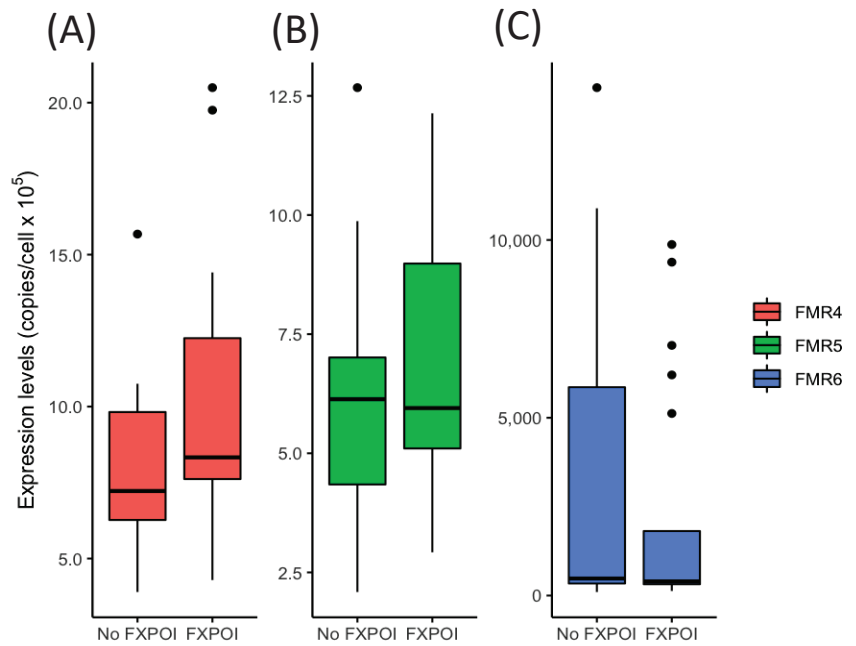 (A)
(B)
(C)
Expression levels (copies/cell x 10⁵)
20.0
15.0
10.0
5.0
No FXPOI FXPOI
12.5
10.0
7.5
5.0
2.5
No FXPOI FXPOI
10,000
5,000
0
No FXPOI FXPOI
FMR4
FMR5
FMR6